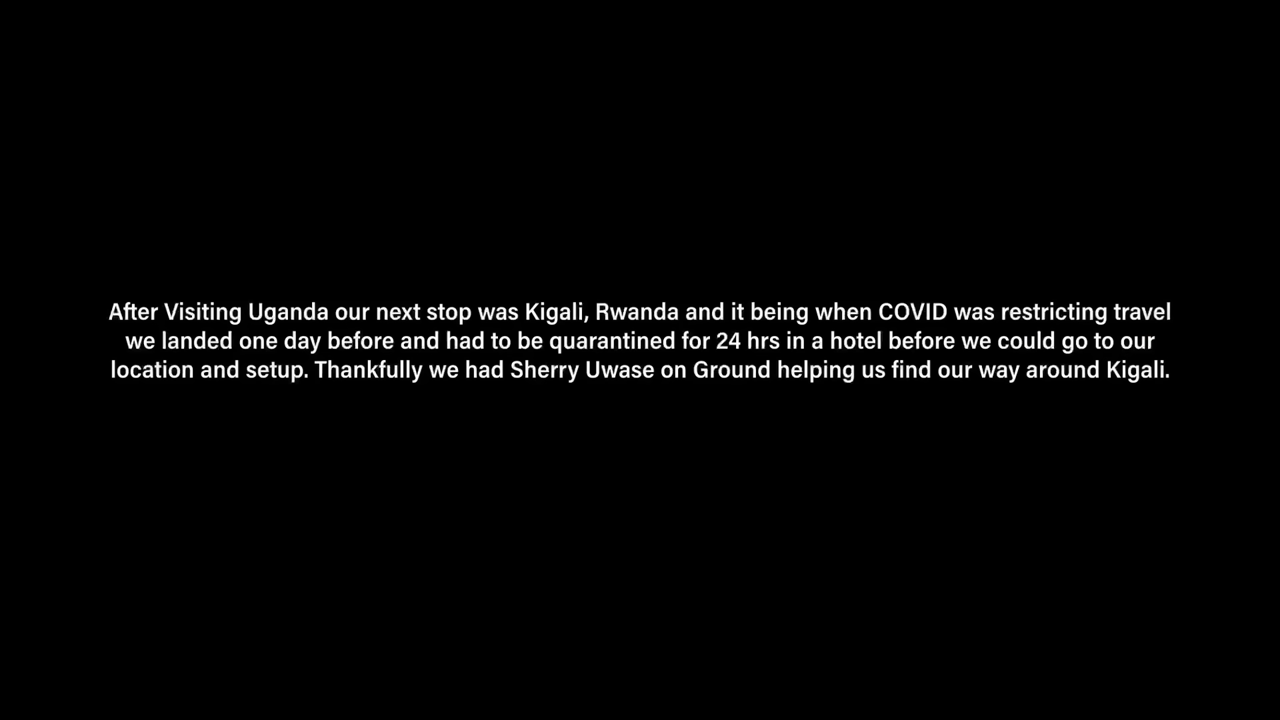 After Visiting Uganda our next stop was Kigali, Rwanda and it being when COVID was restricting travel
we landed one day before and had to be quarantined for 24 hrs in a hotel before we could go to our
location and setup. Thankfully we had Sherry Uwase on Ground helping us find our way around Kigali.